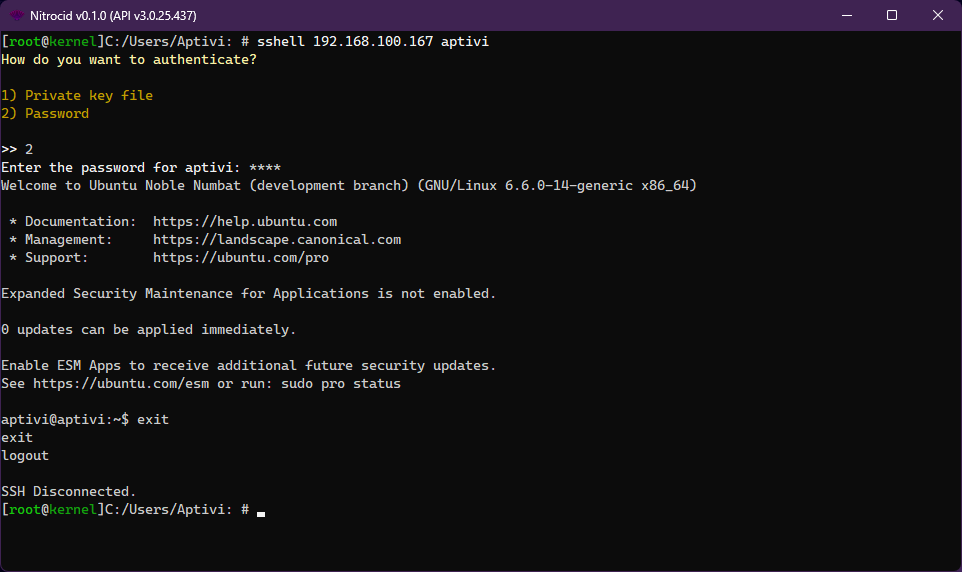 Nitrocid v0.1.0 (API v3.0.25.437)
[root@kernel]C:/Users/Aptivi: # sshell 192.168.100.167 aptivi
How do you want to authenticate?
1) Private key file
2) Password
>> 2
Enter the password for aptivi: ****
Welcome to Ubuntu Noble Numbat (development branch) (GNU/Linux 6.6.0-14-generic x86_64)
* Documentation:  https://help.ubuntu.com
* Management:     https://landscape.canonical.com
* Support:        https://ubuntu.com/pro
Expanded Security Maintenance for Applications is not enabled.
0 updates can be applied immediately.
Enable ESM Apps to receive additional future security updates.
See https://ubuntu.com/esm or run: sudo pro status
aptivi@aptivi:~$ exit
exit
logout
SSH Disconnected.
[root@kernel]C:/Users/Aptivi: #